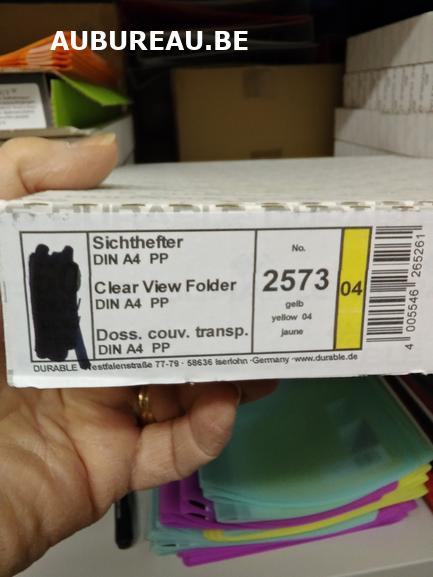 AUBUREAU.BE
Sichthefter
DIN A4 PP
Clear View Folder
DIN A4 PP
Doss. couv. transp.
DIN A4 PP
No.
2573
gelb
yellow 04
jaune
04
4 005546 265261
DURABLE Westfalenstraße 77-79 · 58636 Iserlohn ·Germany ·www.durable.de